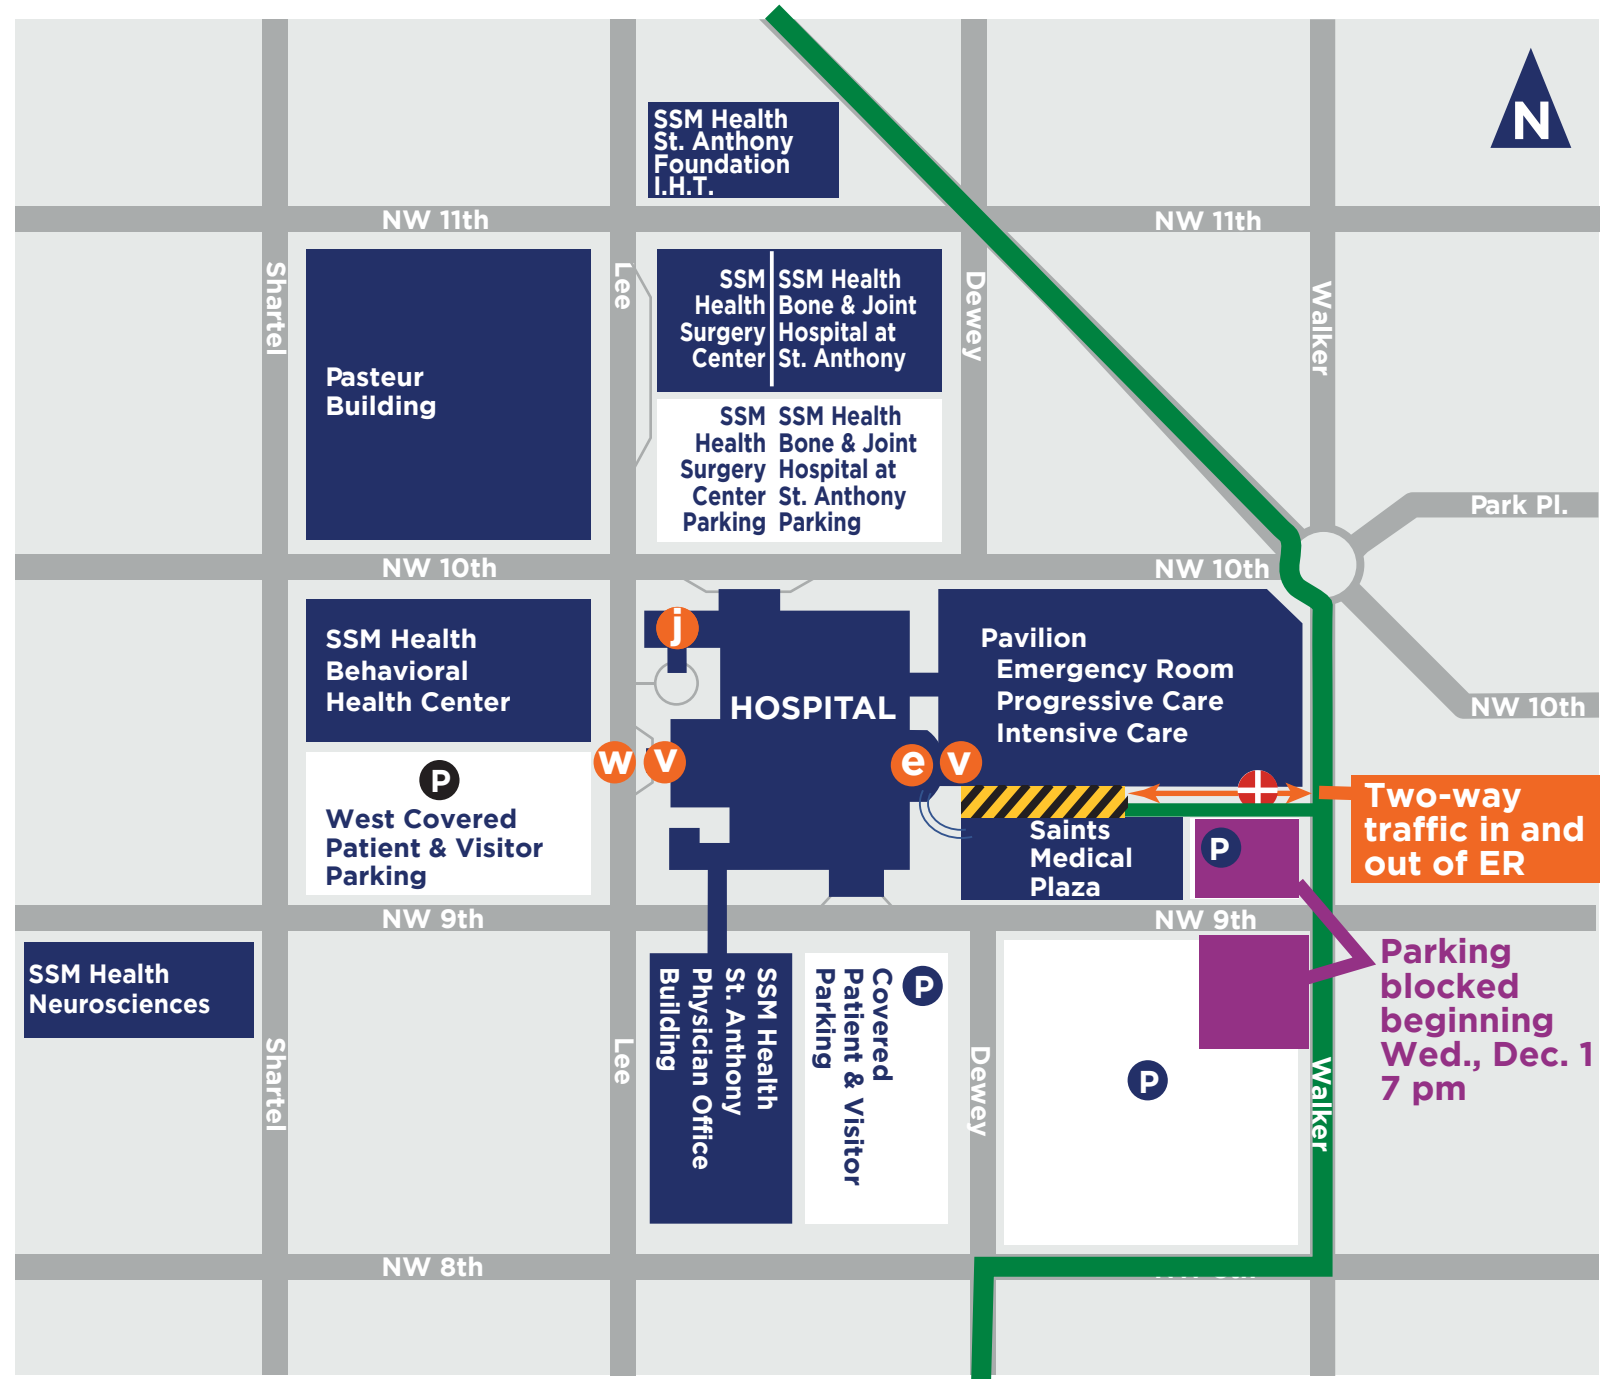 N
SSM Health
St. Anthony
Foundation
I.H.T.
NW 11th
NW 11th
Shartel
Lee
Dewey
Walker
Pasteur
Building
SSM
Health
Surgery
Center
SSM Health
Bone & Joint
Hospital at
St. Anthony
SSM
Health
Surgery
Center
Parking
SSM Health
Bone & Joint
Hospital at
St. Anthony
Parking
Park Pl.
NW 10th
NW 10th
NW 10th
SSM Health
Behavioral
Health Center
j
HOSPITAL
Pavilion
Emergency Room
Progressive Care
Intensive Care
w
v
e
v
P
West Covered
Patient & Visitor
Parking
Saints
Medical
Plaza
P
Two-way
traffic in and
out of ER
NW 9th
NW 9th
SSM Health
Neurosciences
SSM Health
St. Anthony
Physician Office
Building
Covered
Patient & Visitor
Parking
P
P
Parking
blocked
beginning
Wed., Dec. 1
7 pm
Shartel
Lee
Dewey
Walker
NW 8th